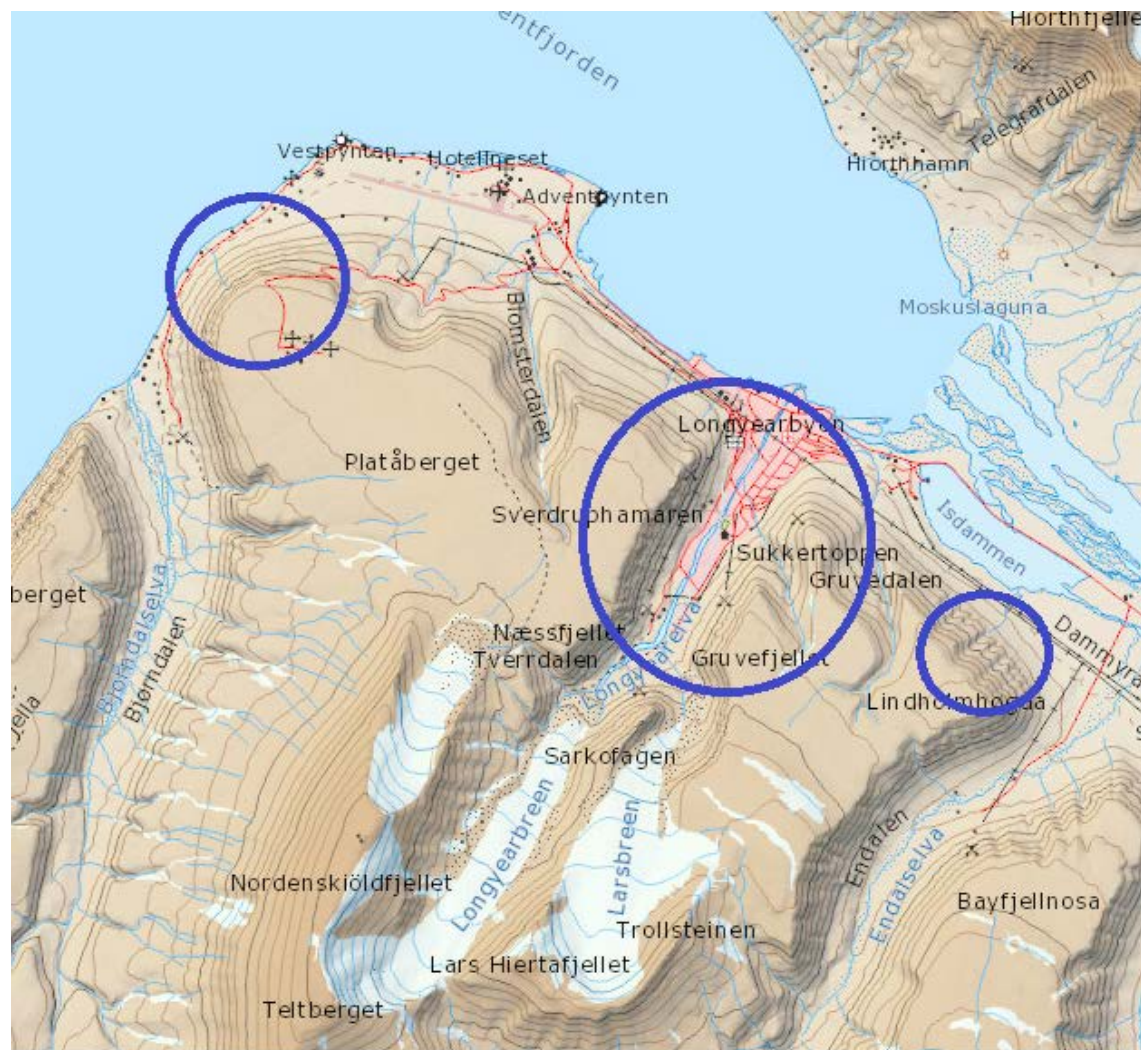 entfjorden
Hiorthfjelle
Telegrafdalen
Vestpynten
Hotellneset
Hiorthhamn
Adventpynten
Moskuslaguna
Blomsterdalen
Longyearbyen
Platåberget
Sverdruphamaren
Isdammen
Sukkertoppen
Gruvedalen
berget
Bjørndalselva
Bjørndalen
Næssfjellet
Tverrdalen
Longyearelva
Gruvefjellet
Dammyra
Lindholmhøgda
fjella
Sarkofagen
Longyearbreen
Larsbreen
Endalen
Endalselva
Nordenskiöldfjellet
Bayfjellnosa
Trollsteinen
Lars Hiertafjellet
Teltberget